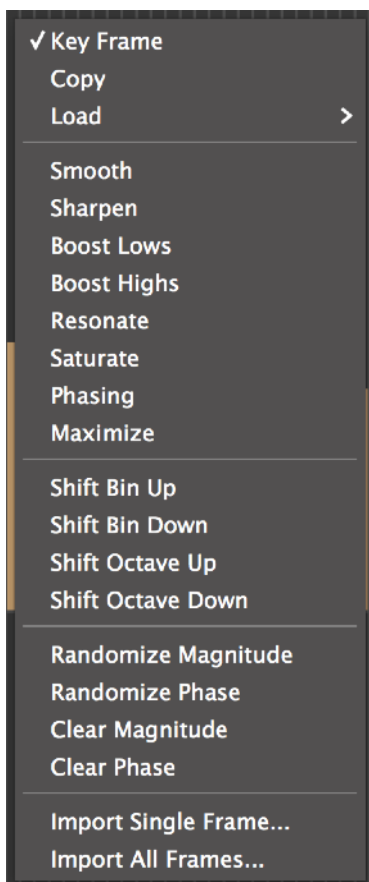 ✓ Key Frame
Copy
Load >
Smooth
Sharpen
Boost Lows
Boost Highs
Resonate
Saturate
Phasing
Maximize
Shift Bin Up
Shift Bin Down
Shift Octave Up
Shift Octave Down
Randomize Magnitude
Randomize Phase
Clear Magnitude
Clear Phase
Import Single Frame...
Import All Frames...